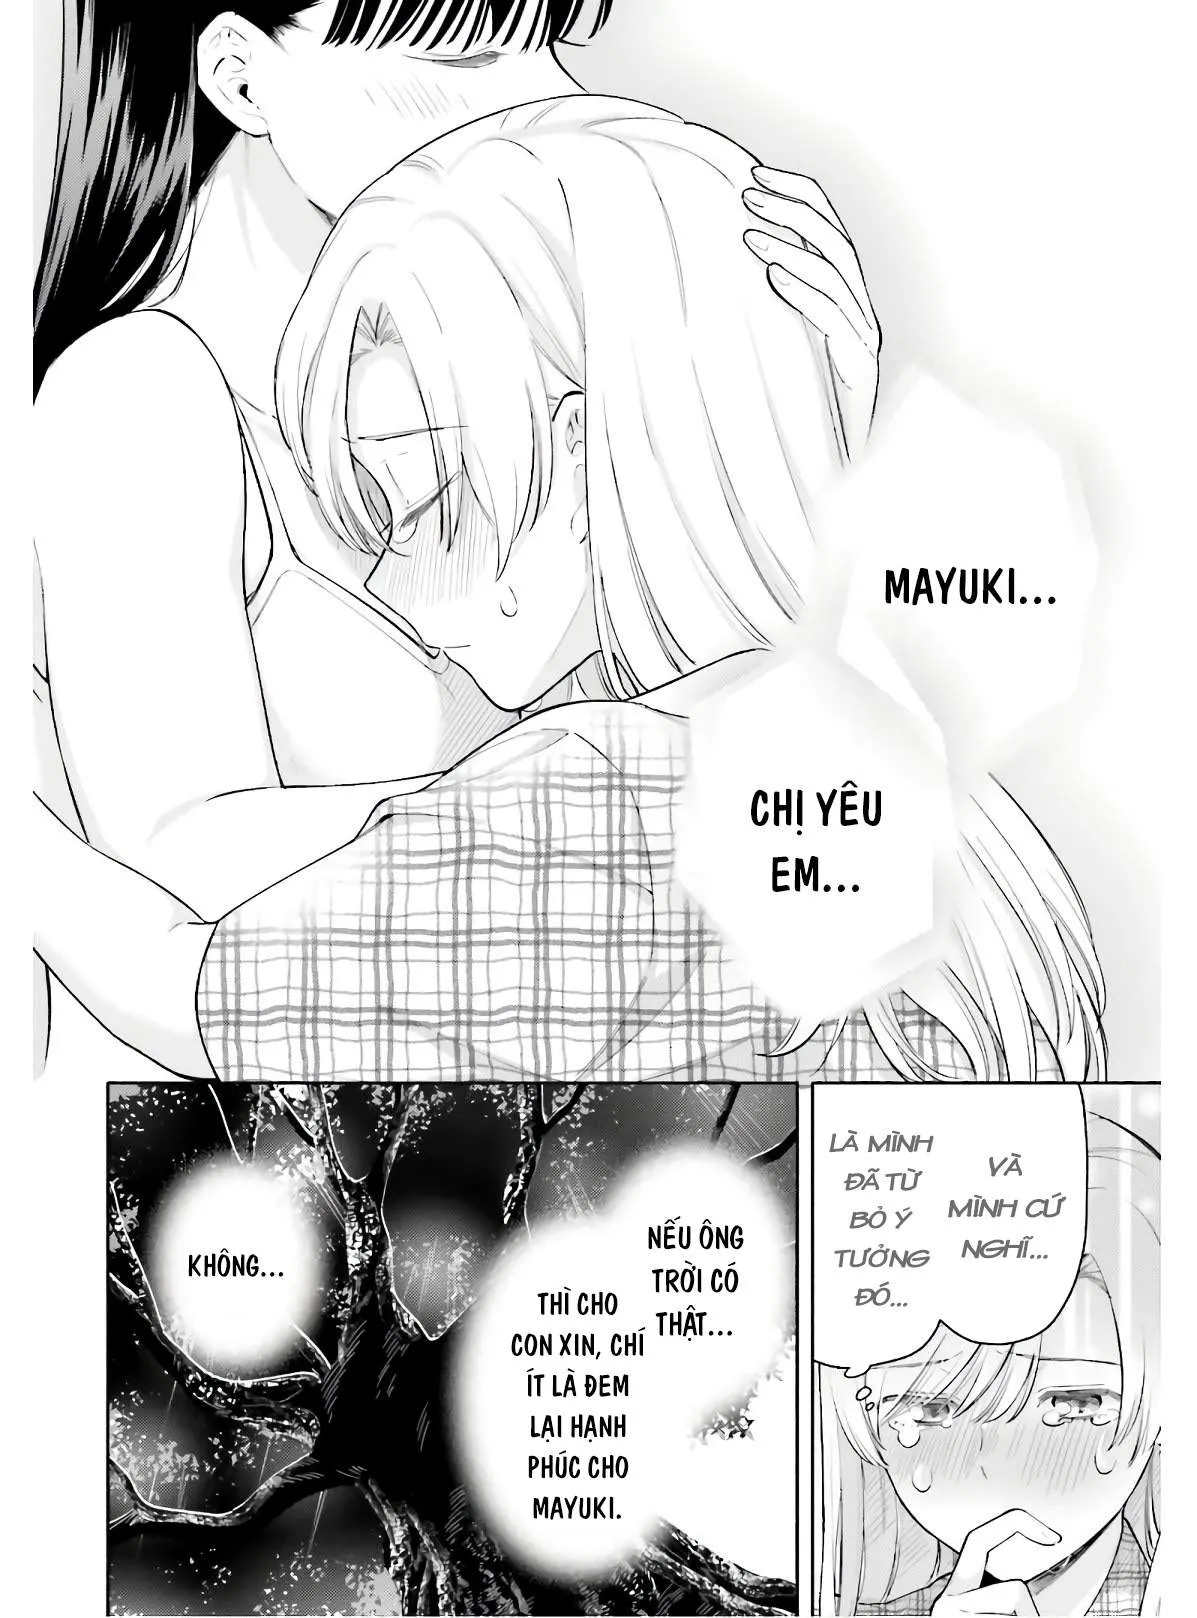 MAYUKI...
CHỊ YÊU
EM...
VÀ
MÌNH CỨ
NGHĨ...
LÀ MÌNH
ĐÃ TỪ
BỎ Ý
TƯỞNG
ĐÓ...
NẾU ÔNG
TRỜI CÓ
THẬT...
THÌ CHO
CON XIN, CHÍ
ÍT LÀ ĐEM
LẠI HẠNH
PHÚC CHO
MAYUKI.
KHÔNG...